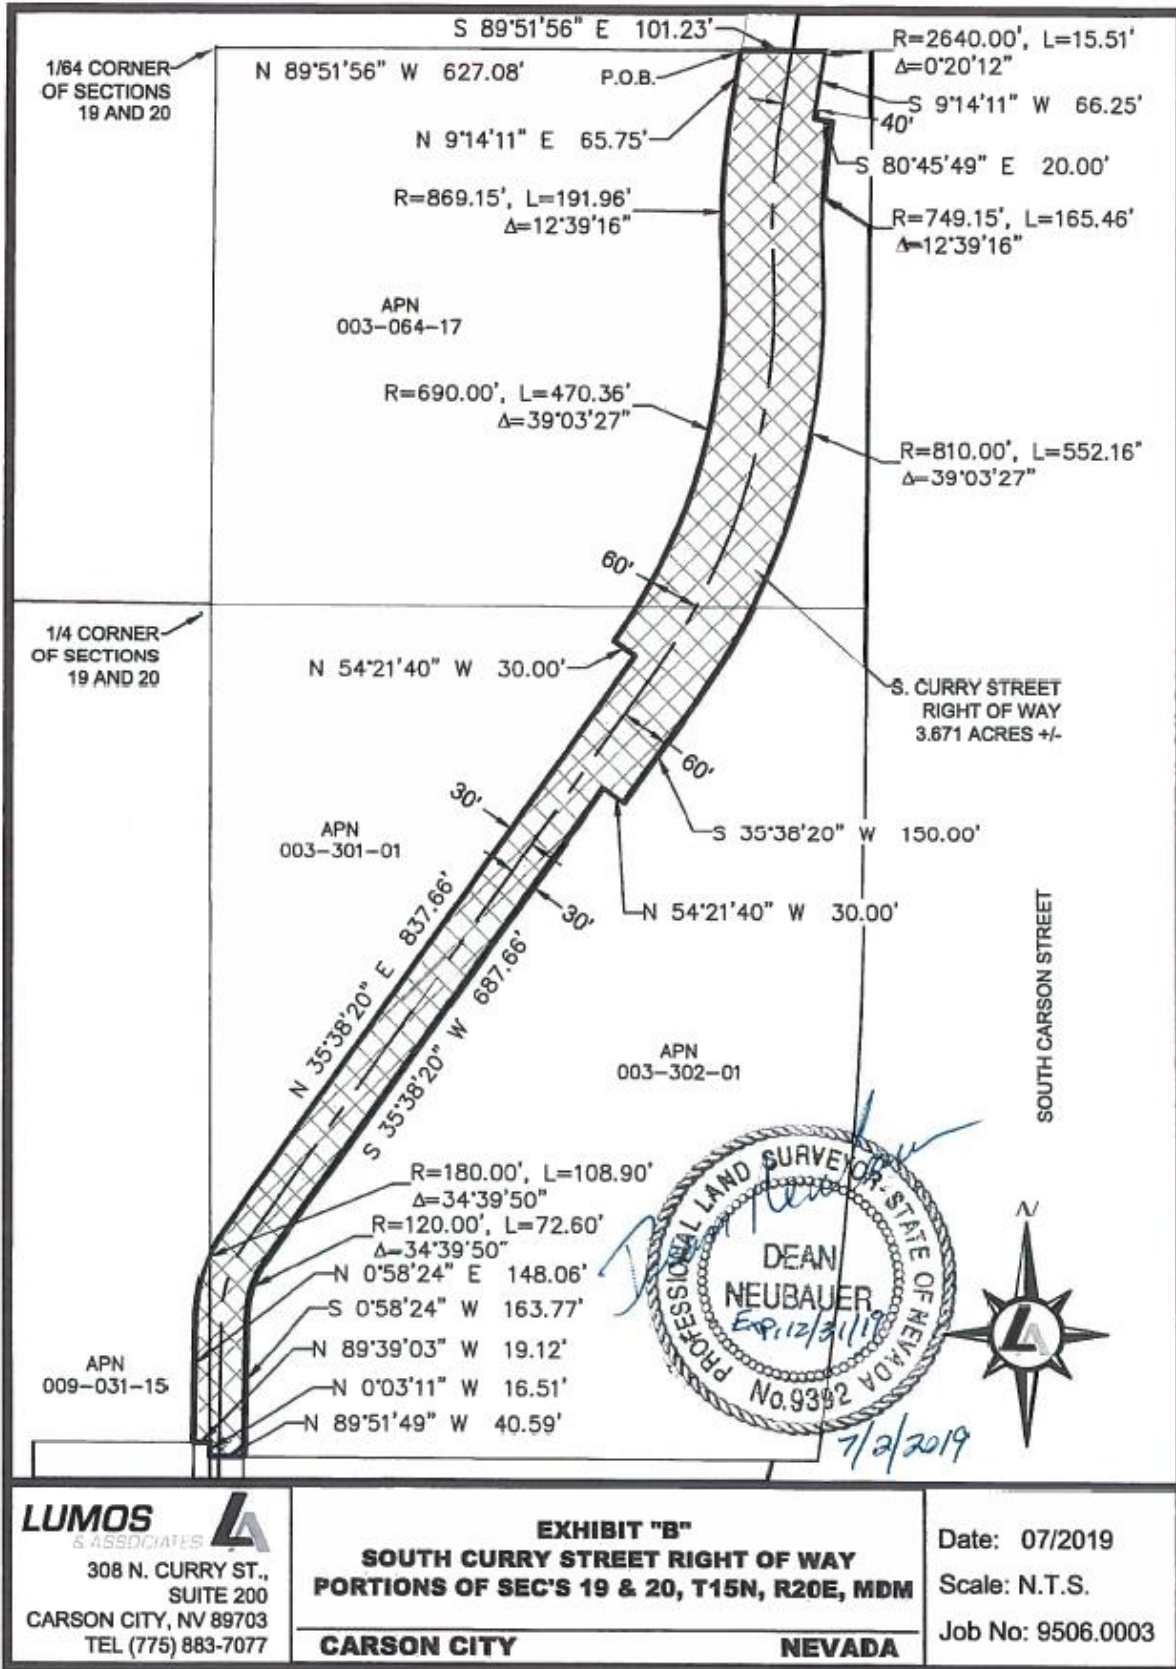 S 89°51'56" E 101.23'
R=2640.00', L=15.51'
Δ=0°20'12"
1/64 CORNER
OF SECTIONS
19 AND 20
N 89°51'56" W 627.08'
P.O.B.
S 9°14'11" W 66.25'
40'
N 9°14'11" E 65.75'
S 80°45'49" E 20.00'
R=869.15', L=191.96'
Δ=12°39'16"
R=749.15', L=165.46'
Δ=12°39'16"
APN
003-064-17
R=690.00', L=470.36'
Δ=39°03'27"
R=810.00', L=552.16"
Δ=39°03'27"
60'
1/4 CORNER
OF SECTIONS
19 AND 20
N 54°21'40" W 30.00'
S. CURRY STREET
RIGHT OF WAY
3.671 ACRES +/-
60'
30'
APN
003-301-01
S 35°38'20" W 150.00'
30'
N 54°21'40" W 30.00'
N 35°38'20" E 837.66'
S 35°38'20" W 687.66'
SOUTH CARSON STREET
APN
003-302-01
R=180.00', L=108.90'
Δ=34°39'50"
R=120.00', L=72.60'
Δ=34°39'50"
N 0°58'24" E 148.06'
S 0°58'24" W 163.77'
N 89°39'03" W 19.12'
N 0°03'11" W 16.51'
N 89°51'49" W 40.59'
APN
009-031-15
PROFESSIONAL LAND SURVEYOR-STATE OF NEVADA
DEAN
NEUBAUER
Exp. 12/31/19
No.9392
7/2/2019
N
LA
LUMOS
& ASSOCIATES
308 N. CURRY ST.,
SUITE 200
CARSON CITY, NV 89703
TEL (775) 883-7077
EXHIBIT "B"
SOUTH CURRY STREET RIGHT OF WAY
PORTIONS OF SEC'S 19 & 20, T15N, R20E, MDM
CARSON CITY NEVADA
Date: 07/2019
Scale: N.T.S.
Job No: 9506.0003